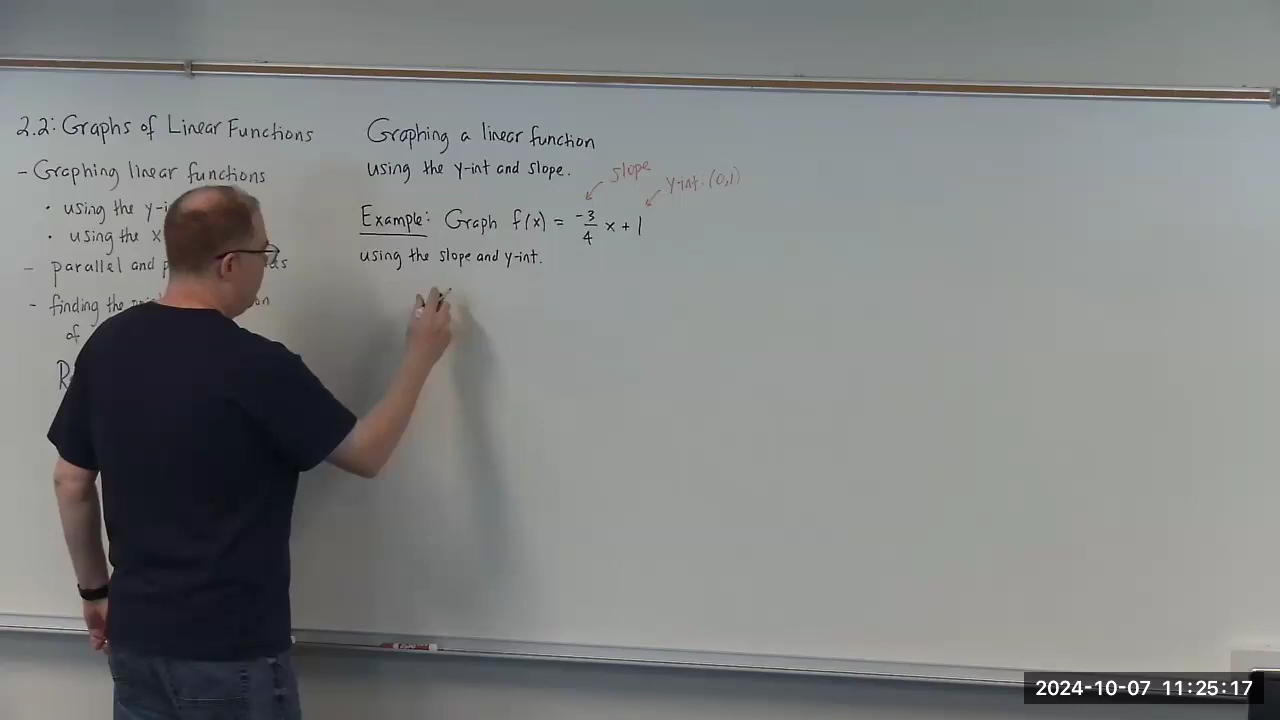 2.2: Graphs of Linear Functions
- Graphing linear functions
• using the y-i
• using the x
- parallel and p
- finding the
of
R
Graphing a linear function
using the y-int and slope.
slope
y-int: (0,1)
Example: Graph f(x) = -3/4 x + 1
using the slope and y-int.
2024-10-07 11:25:17